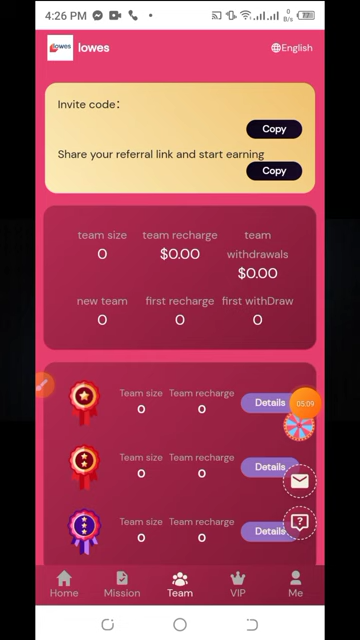 4:26 PM
0
B/s
lowes
lowes
English
Invite code:
Copy
Share your referral link and start earning
Copy
team size
team recharge
team withdrawals
0
$0.00
$0.00
new team
first recharge
first withDraw
0
0
0
Team size
Team recharge
0
0
Details
05:09
Team size
Team recharge
0
0
Details
Team size
Team recharge
0
0
Details
Home
Mission
Team
VIP
Me